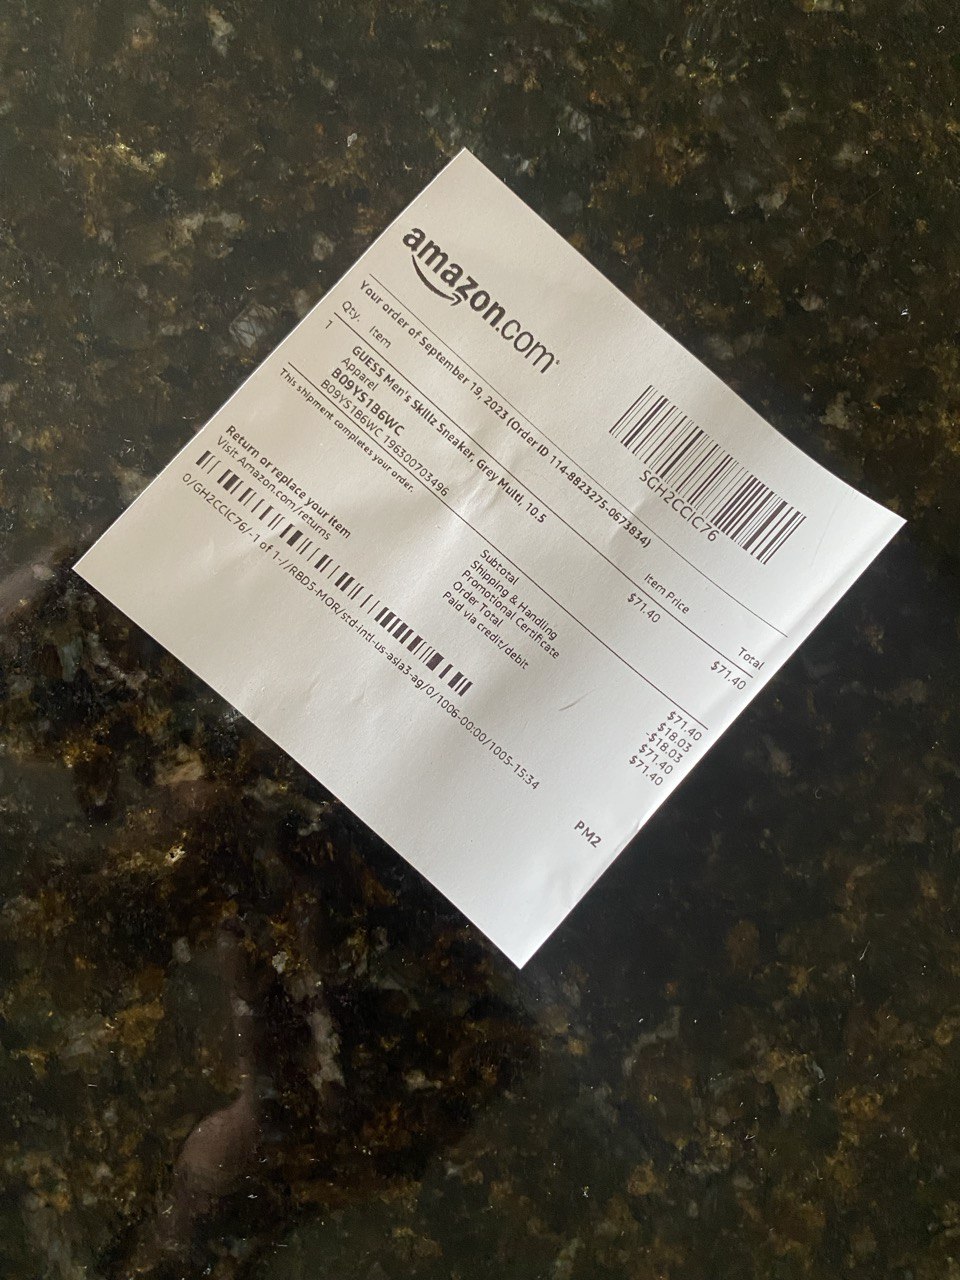 amazon.com
SGH2CCIC76
Your order of September 19, 2023 (Order ID 114-8823275-0673834)
Qty. Item Item Price Total
1 GUESS Men's Skillz Sneaker, Grey Multi, 10.5 $71.40 $71.40
Apparel
B09YS1B6WC
B09YS1B6WC 196300703496
This shipment completes your order.
Subtotal $71.40
Shipping & Handling $18.03
Promotional Certificate -$18.03
Order Total $71.40
Paid via credit/debit $71.40
Return or replace your item
Visit Amazon.com/returns
0/GH2CCIC76/-1 of 1-//RBD5-MOR/std-intl-us-asia3-ag/0/1006-00:00/1005-15:34
PM2